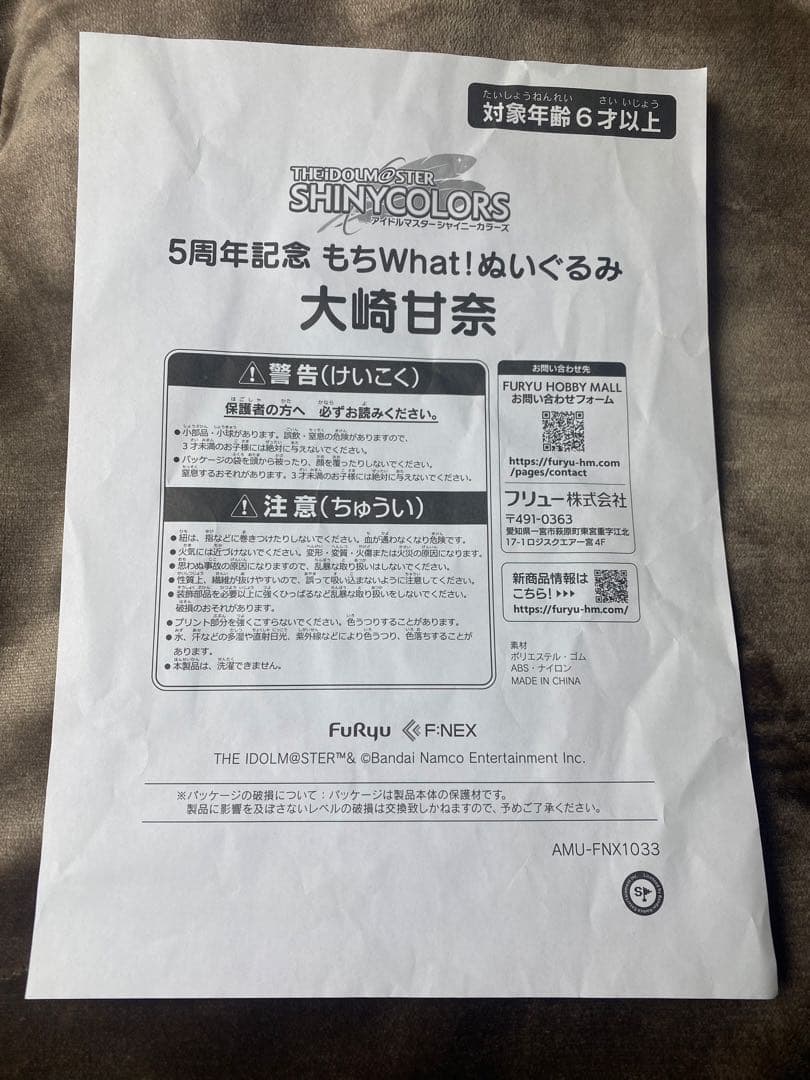 たいしょうねんれい さい いじょう
対象年齢6才以上
THE iDOLM@STER
SHINYCOLORS
アイドルマスターシャイニーカラーズ
5周年記念 もちWhat!ぬいぐるみ
大崎甘奈
警告(けいこく)
保護者の方へ 必ずお読みください。
●小部品・小球があります。誤飲・窒息の危険がありますので、
3才未満のお子様には絶対に与えないでください。
●パッケージの袋を頭から被ったり、顔を覆ったりしないでください。
窒息するおそれがあります。3才未満のお子様には絶対に与えないでください。
注意(ちゅうい)
●紐は、指などに巻きつけたりしないでください。血が通わなくなり危険です。
●火気には近づけないでください。変形・変質・火傷または火災の原因になります。
●思わぬ事故の原因になりますので、乱暴な取り扱いはしないでください。
●性質上、繊維が抜けやすいので、誤って吸い込まないように注意してください。
●装飾部品を必要以上に強くひっぱるなど乱暴な取り扱いをしないでください。
破損のおそれがあります。
●プリント部分を強くこすらないでください。色うつりすることがあります。
●水、汗などの多湿や直射日光、紫外線などにより色うつり、色落ちすることが
あります。
●本製品は、洗濯できません。
お問い合わせ先
FURYU HOBBY MALL
お問い合わせフォーム
https://furyu-hm.com
/pages/contact
フリュー株式会社
〒491-0363
愛知県一宮市萩原町東宮重字江北
17-1ロジスクエアー宮4F
新商品情報は
こちら!▶▶▶
https://furyu-hm.com/
素材
ポリエステル・ゴム
ABS・ナイロン
MADE IN CHINA
FuRyu F:NEX
THE IDOLM@STER™& ©Bandai Namco Entertainment Inc.
※パッケージの破損について:パッケージは製品本体の保護材です。
製品に影響を及ぼさないレベルの破損は交換致しかねますので、予めご了承ください。
AMU-FNX1033
S